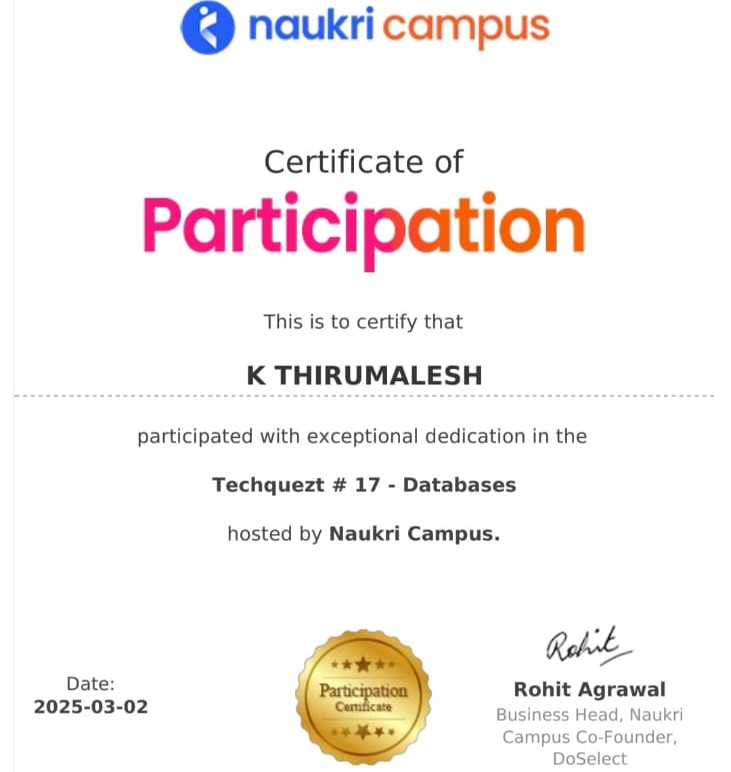 naukri campus
Certificate of
Participation
This is to certify that
K THIRUMALESH
participated with exceptional dedication in the
Techquezt # 17 - Databases
hosted by Naukri Campus.
Date:
2025-03-02
Participation
Certificate
Rohit
Rohit Agrawal
Business Head, Naukri
Campus Co-Founder,
DoSelect